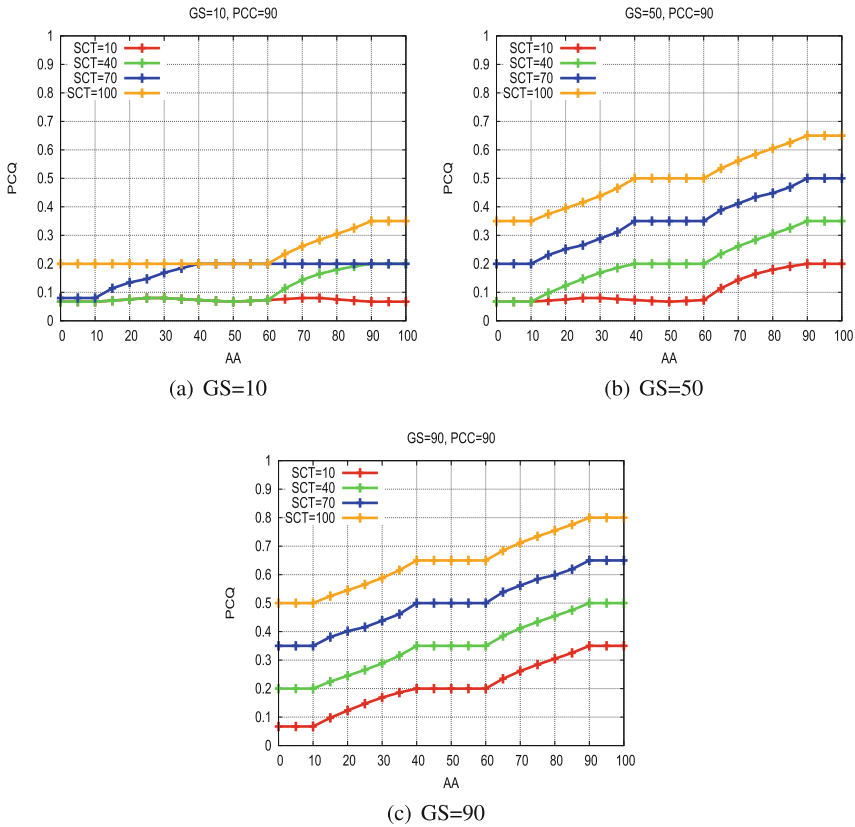 GS=10, PCC=90
1
0.9
0.8
0.7
0.6
0.5
0.4
0.3
0.2
0.1
0
PCQ
SCT=10
SCT=40
SCT=70
SCT=100
0 10 20 30 40 50 60 70 80 90 100
AA
(a) GS=10
GS=50, PCC=90
1
0.9
0.8
0.7
0.6
0.5
0.4
0.3
0.2
0.1
0
PCQ
SCT=10
SCT=40
SCT=70
SCT=100
0 10 20 30 40 50 60 70 80 90 100
AA
(b) GS=50
GS=90, PCC=90
1
0.9
0.8
0.7
0.6
0.5
0.4
0.3
0.2
0.1
0
PCQ
SCT=10
SCT=40
SCT=70
SCT=100
0 10 20 30 40 50 60 70 80 90 100
AA
(c) GS=90